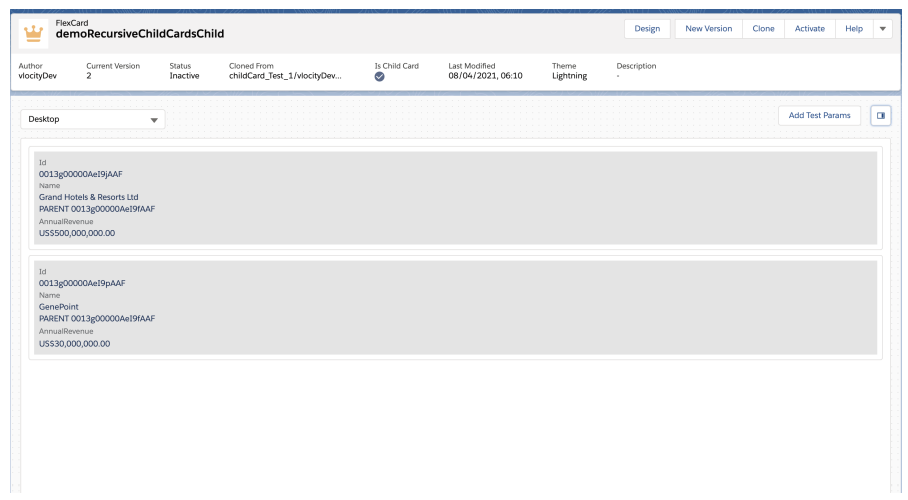 FlexCard
demoRecursiveChildCardsChild
Design
New Version
Clone
Activate
Help
Author
vlocityDev
Current Version
2
Status
Inactive
Cloned From
childCard_Test_1/vlocityDev...
Is Child Card
Last Modified
08/04/2021, 06:10
Theme
Lightning
Description
-
Desktop
Add Test Params
Id
0013g00000AeI9jAAF
Name
Grand Hotels & Resorts Ltd
PARENT 0013g00000AeI9fAAF
AnnualRevenue
US$500,000,000.00
Id
0013g00000AeI9pAAF
Name
GenePoint
PARENT 0013g00000AeI9fAAF
AnnualRevenue
US$30,000,000.00